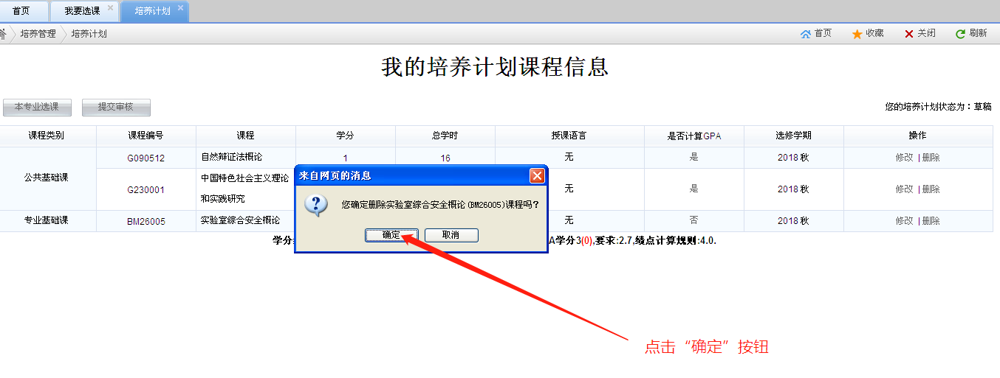 首页 我要选课 培养计划
培养管理 培养计划 首页 收藏 关闭 刷新
我的培养计划课程信息
本专业选课 提交审核 您的培养计划状态为：草稿
课程类别 课程编号 课程 学分 总学时 授课语言 是否计算GPA 选修学期 操作
公共基础课 G090512 自然辩证法概论 1 16 无 是 2018 秋 修改 | 删除
G230001 中国特色社会主义理论
和实践研究 无 是 2018 秋 修改 | 删除
专业基础课 BM26005 实验室综合安全概论 无 否 2018 秋 修改 | 删除
来自网页的消息
您确定删除实验室综合安全概论(BM26005)课程吗？
确定 取消
学分 A学分3(0),要求:2.7,绩点计算规则:4.0.
点击“确定”按钮